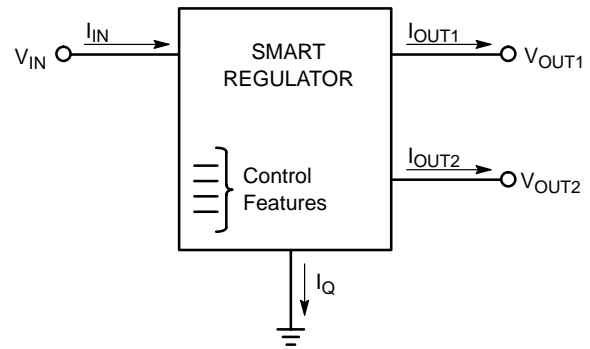 I_IN
V_IN
SMART
REGULATOR
I_OUT1
V_OUT1
I_OUT2
V_OUT2
Control
Features
I_Q